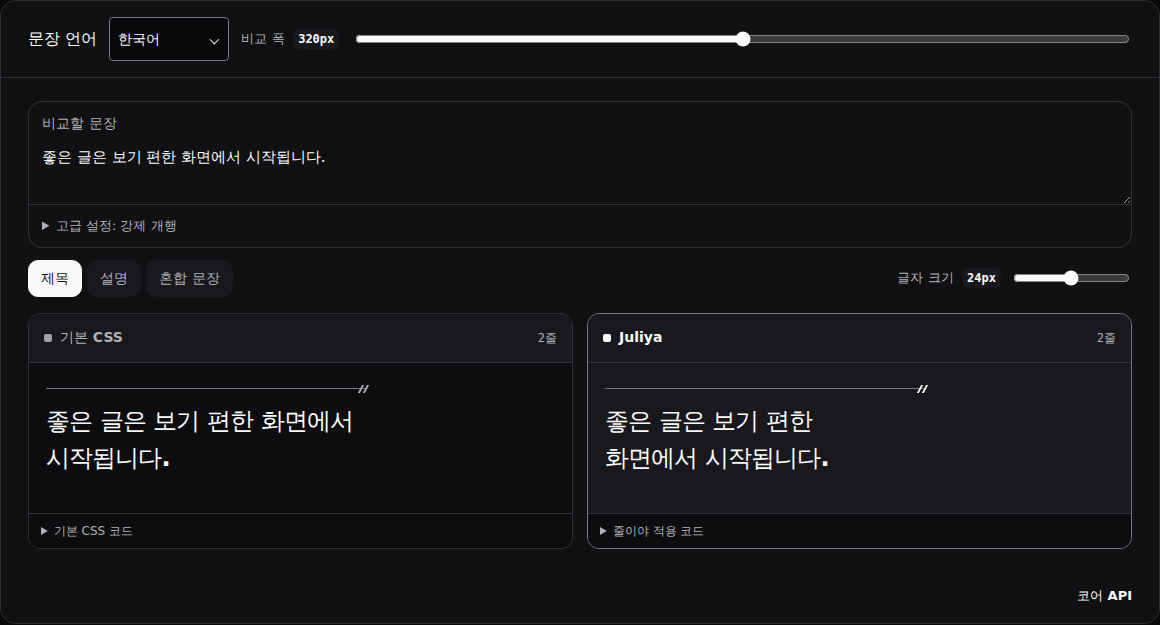 문장 언어 한국어 비교 폭 320px
비교할 문장
좋은 글은 보기 편한 화면에서 시작됩니다.
고급 설정: 강제 개행
제목 설명 혼합 문장 글자 크기 24px
기본 CSS 2줄
좋은 글은 보기 편한 화면에서
시작됩니다.
기본 CSS 코드
Juliya 2줄
좋은 글은 보기 편한
화면에서 시작됩니다.
줄이야 적용 코드
코어 API